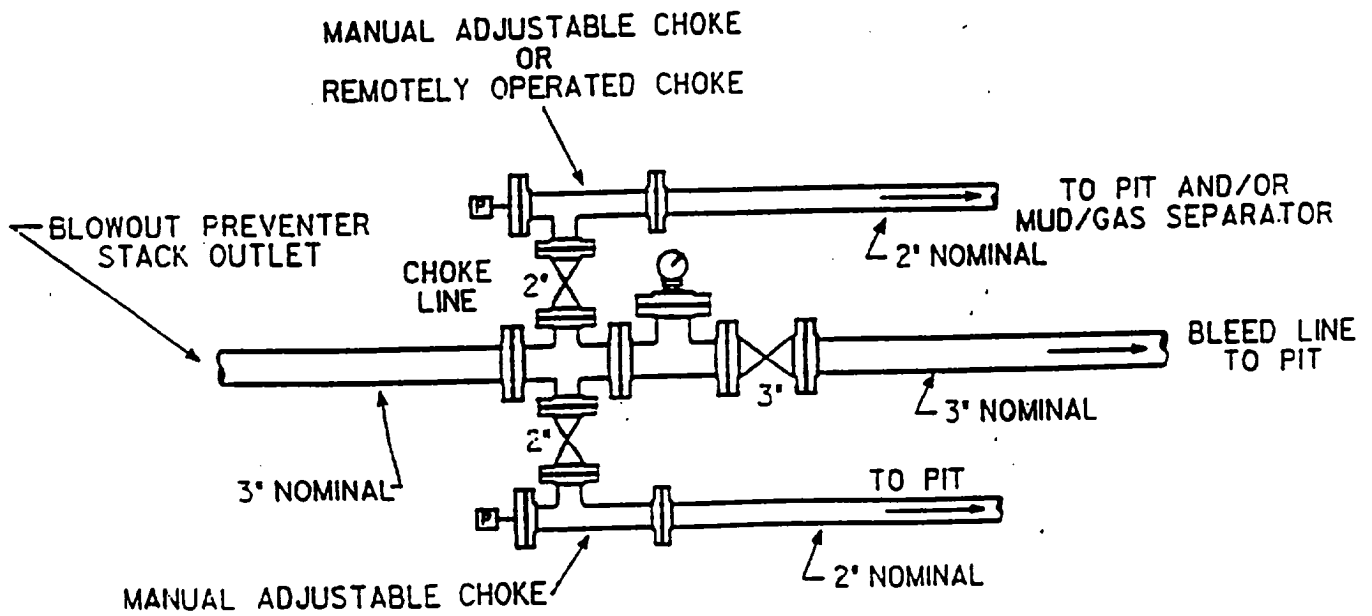 MANUAL ADJUSTABLE CHOKE
OR
REMOTELY OPERATED CHOKE
P
TO PIT AND/OR
MUD/GAS SEPARATOR
BLOWOUT PREVENTER
STACK OUTLET
2" NOMINAL
CHOKE
LINE
2"
BLEED LINE
TO PIT
3"
3" NOMINAL
2"
3" NOMINAL
TO PIT
P
2" NOMINAL
MANUAL ADJUSTABLE CHOKE